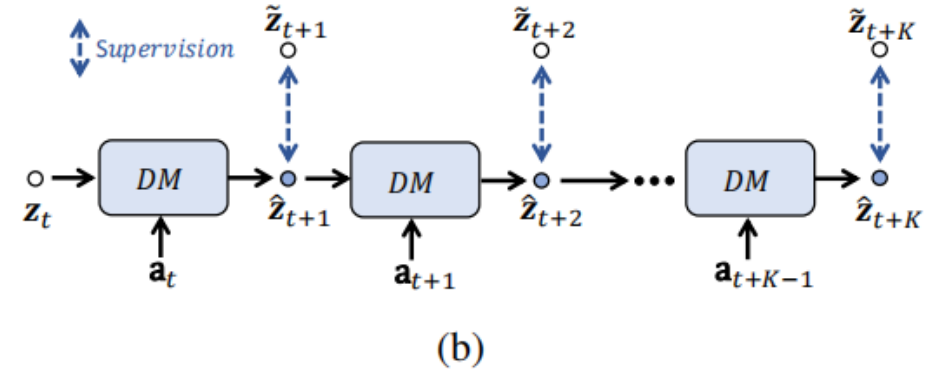 Supervision
z̃ₜ₊₁ z̃ₜ₊₂ z̃ₜ₊K
DM DM DM
zₜ ẑₜ₊₁ ẑₜ₊₂ ẑₜ₊K
aₜ aₜ₊₁ aₜ₊K₋₁
(b)